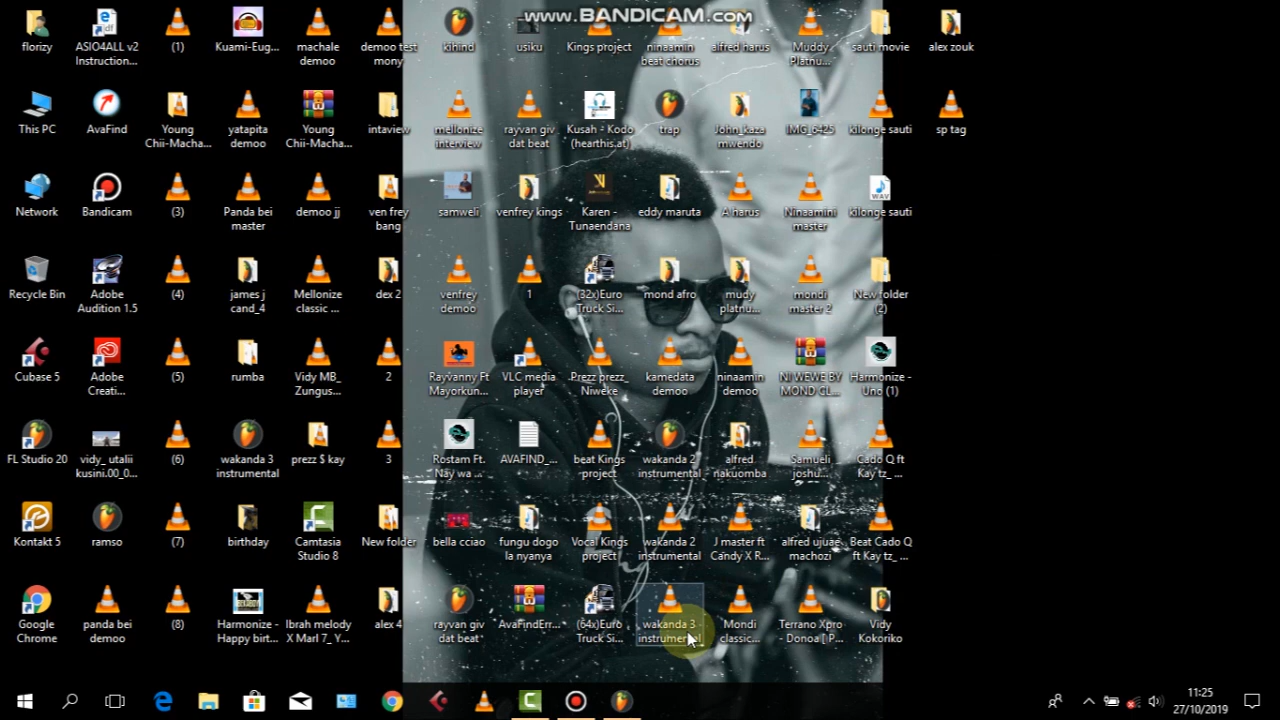 www.BANDICAM.com
florizy
ASIO4ALL v2
Instruction...
(1)
Kuami-Eug...
machale
demoo
demoo test
mony
kihind
usiku
Kings project
ninaamin
beat chorus
alfred harus
Muddy
Platnu...
sauti movie
alex zouk
This PC
AvaFind
Young
Chii-Macha...
yatapita
demoo
Young
Chii-Macha...
intaview
mellonize
interview
rayvan giv
dat beat
Kusah - Kodo
(hearthis.at)
trap
John_kaza
mwendo
IMG_6425
kilonge sauti
sp tag
Network
Bandicam
(3)
Panda bei
master
demoo jj
ven frey
bang
samweli
venfrey kings
Karen -
Tunaendana
eddy maruta
A harus
Ninaamini
master
kilonge sauti
Recycle Bin
Adobe
Audition 1.5
(4)
james j
cand_4
Mellonize
classic ...
dex 2
venfrey
demoo
1
(32x)Euro
Truck Si...
mond afro
mudy
platnu...
mondi
master 2
New folder
(2)
Cubase 5
Adobe
Creati...
(5)
rumba
Vidy MB_
Zungus...
2
Rayvanny Ft
Mayorkun...
VLC media
player
Prezz prezz_
Niweke
kamedata
demoo
ninaamin
demoo
NI WEWE BY
MOND CL...
Harmonize -
Uno (1)
FL Studio 20
vidy_ utalii
kusini.00_0...
(6)
wakanda 3
instrumental
prezz $ kay
3
Rostam Ft.
Nay wa ...
AVAFIND_...
beat Kings
project
wakanda 2
instrumental
alfred
nakuomba
Samueli
joshu...
Cado Q ft
Kay tz_ ...
Kontakt 5
ramso
(7)
birthday
Camtasia
Studio 8
New folder
bella cciao
fungu dogo
la nyanya
Vocal Kings
project
wakanda 2
instrumental
J master ft
Candy X R...
alfred ujuae
machozi
Beat Cado Q
ft Kay tz_ ...
Google
Chrome
panda bei
demoo
(8)
Harmonize -
Happy birt...
Ibrah melody
X Marl 7_ Y...
alex 4
rayvan giv
dat beat
AvaFindErr...
(64x)Euro
Truck Si...
wakanda 3
instrumental
Mondi
classic...
Terrano Xpro
- Donoa [ P...
Vidy
Kokoriko
11:25
27/10/2019